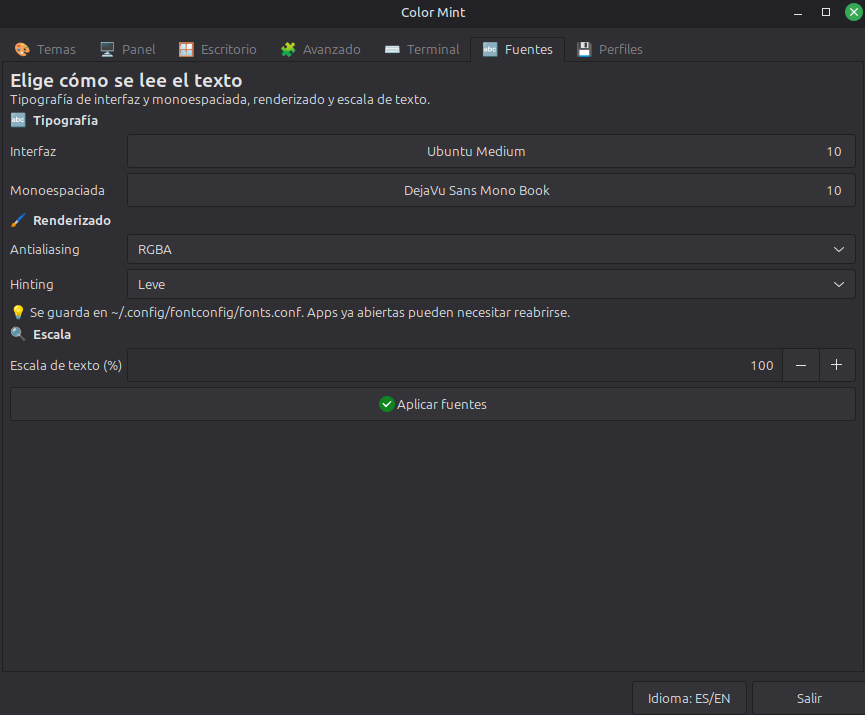 Color Mint
Temas Panel Escritorio Avanzado Terminal Fuentes Perfiles
Elige cómo se lee el texto
Tipografía de interfaz y monoespaciada, renderizado y escala de texto.
abc Tipografía
Interfaz Ubuntu Medium 10
Monoespaciada DejaVu Sans Mono Book 10
Renderizado
Antialiasing RGBA
Hinting Leve
Se guarda en ~/.config/fontconfig/fonts.conf. Apps ya abiertas pueden necesitar reabrirse.
Escala
Escala de texto (%) 100 − +
Aplicar fuentes
Idioma: ES/EN Salir